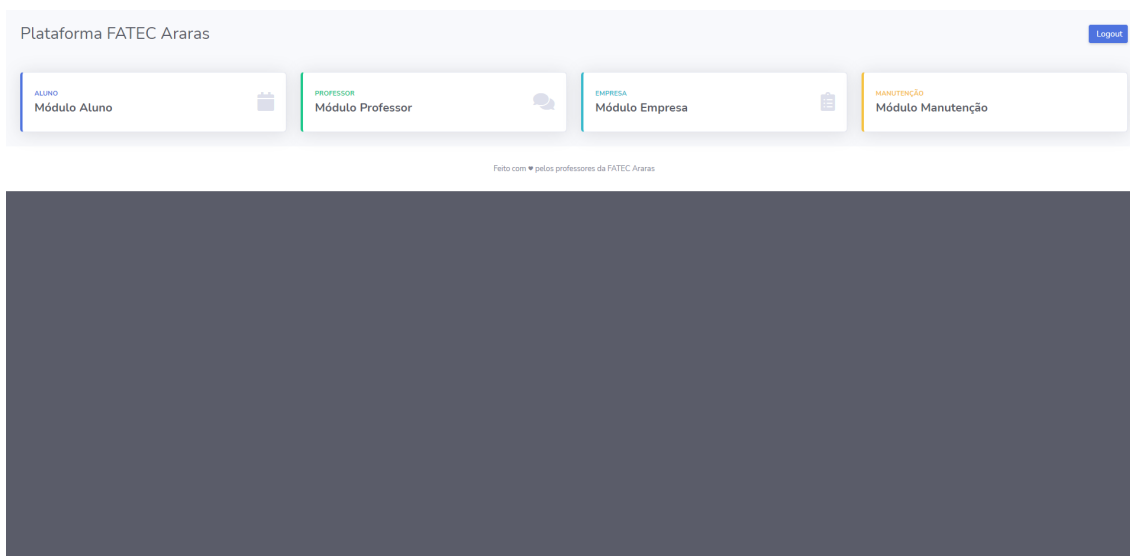 Plataforma FATEC Araras
Logout
ALUNO
Módulo Aluno
PROFESSOR
Módulo Professor
EMPRESA
Módulo Empresa
MANUTENÇÃO
Módulo Manutenção
Feito com ♥ pelos professores da FATEC Araras